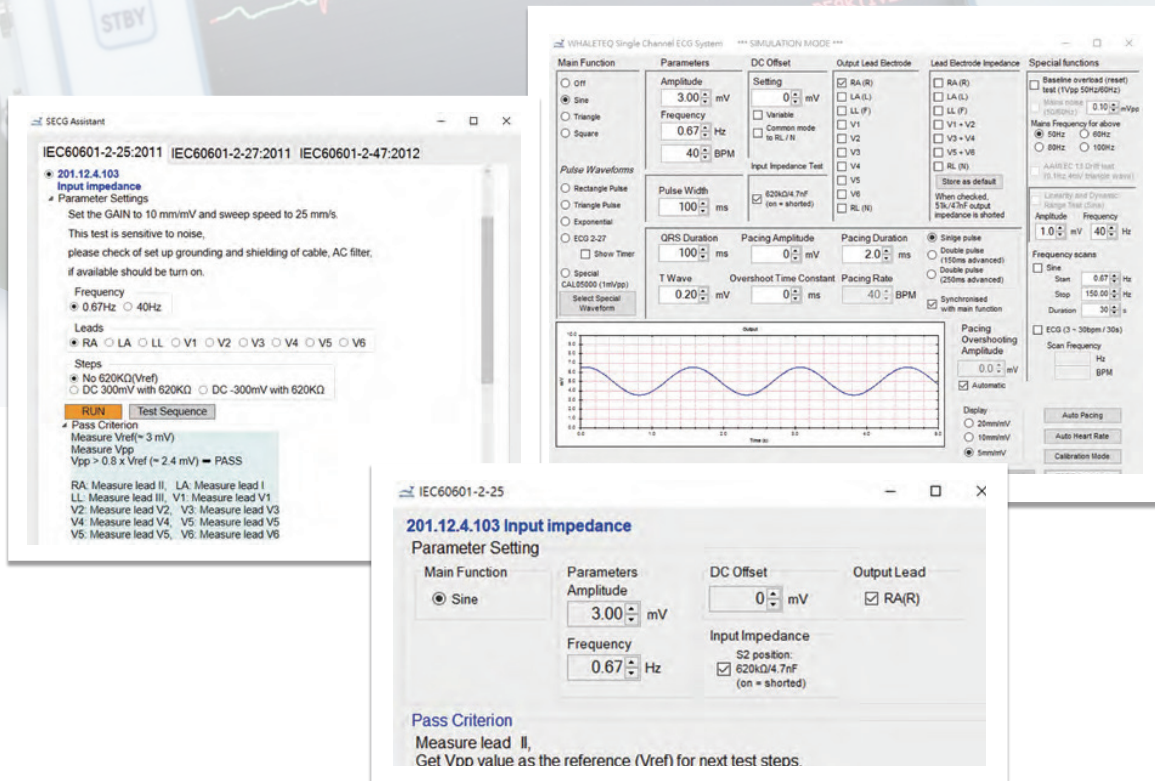 STBY
SECG Assistant
IEC60601-2-25:2011 IEC60601-2-27:2011 IEC60601-2-47:2012
201.12.4.103
Input impedance
Parameter Settings
Set the GAIN to 10 mm/mV and sweep speed to 25 mm/s.
This test is sensitive to noise,
please check of set up grounding and shielding of cable, AC filter,
if available should be turn on.
Frequency
0.67Hz 40Hz
Leads
RA LA LL V1 V2 V3 V4 V5 V6
Steps
No 620KΩ(Vref)
DC 300mV with 620KΩ DC -300mV with 620KΩ
RUN Test Sequence
Pass Criterion
Measure Vref(~ 3 mV)
Measure Vpp
Vpp > 0.8 x Vref (~ 2.4 mV) ➡ PASS
RA: Measure lead II, LA: Measure lead I
LL: Measure lead III, V1: Measure lead V1
V2: Measure lead V2, V3: Measure lead V3
V4: Measure lead V4, V5: Measure lead V5
V5: Measure lead V5, V6: Measure lead V6
WHALETEQ Single Channel ECG System *** SIMULATION MODE ***
Main Function
Off
Sine
Triangle
Square
Pulse Waveforms
Rectangle Pulse
Triangle Pulse
Exponential
ECG 2-27
Show Timer
Special
CAL05000 (1mVpp)
Select Special
Waveform
Parameters
Amplitude
3.00 mV
Frequency
0.67 Hz
40 BPM
Pulse Width
100 ms
DC Offset
Setting
0 mV
Variable
Common mode
to RL / N
Input Impedance Test
620kΩ/4.7nF
(on = shorted)
Output Lead Electrode
RA (R)
LA (L)
LL (F)
V1
V2
V3
V4
V5
V6
RL (N)
Lead Electrode Impedance
RA (R)
LA (L)
LL (F)
V1 + V2
V3 + V4
V5 + V6
RL (N)
Store as default
When checked,
51k/47nF output
impedance is shorted
Special functions
Baseline overload (reset)
test (1Vpp 50Hz/60Hz)
Mains noise
(50/60Hz) 0.10 mVpp
Mains Frequency for above
50Hz 60Hz
80Hz 100Hz
AAMI EC 13 Drift test
(0.1Hz 4mV triangle wave)
Linearity and Dynamic
Range Test (Sine)
Amplitude Frequency
1.0 mV 40 Hz
Frequency scans
Sine
Start 0.67 Hz
Stop 150.00 Hz
Duration 30 s
ECG (3 ~ 30bpm / 30s)
Scan Frequency
Hz
BPM
Auto Pacing
Auto Heart Rate
Calibration Mode
QRS Duration Pacing Amplitude Pacing Duration
100 ms 0 mV 2.0 ms
T Wave Overshoot Time Constant Pacing Rate
0.20 mV 0 ms 40 BPM
Sinlge pulse
Double pulse
(150ms advanced)
Double pulse
(250ms advanced)
Synchronised
with main function
Output
Time (s)
Pacing
Overshooting
Amplitude
0.0 mV
Automatic
Display
20mm/mV
10mm/mV
5mm/mV
IEC60601-2-25
201.12.4.103 Input impedance
Parameter Setting
Main Function Parameters DC Offset Output Lead
Sine Amplitude 0 mV RA(R)
3.00 mV
Frequency
0.67 Hz
Input Impedance
S2 position:
620kΩ/4.7nF
(on = shorted)
Pass Criterion
Measure lead II,
Get Vpp value as the reference (Vref) for next test steps.